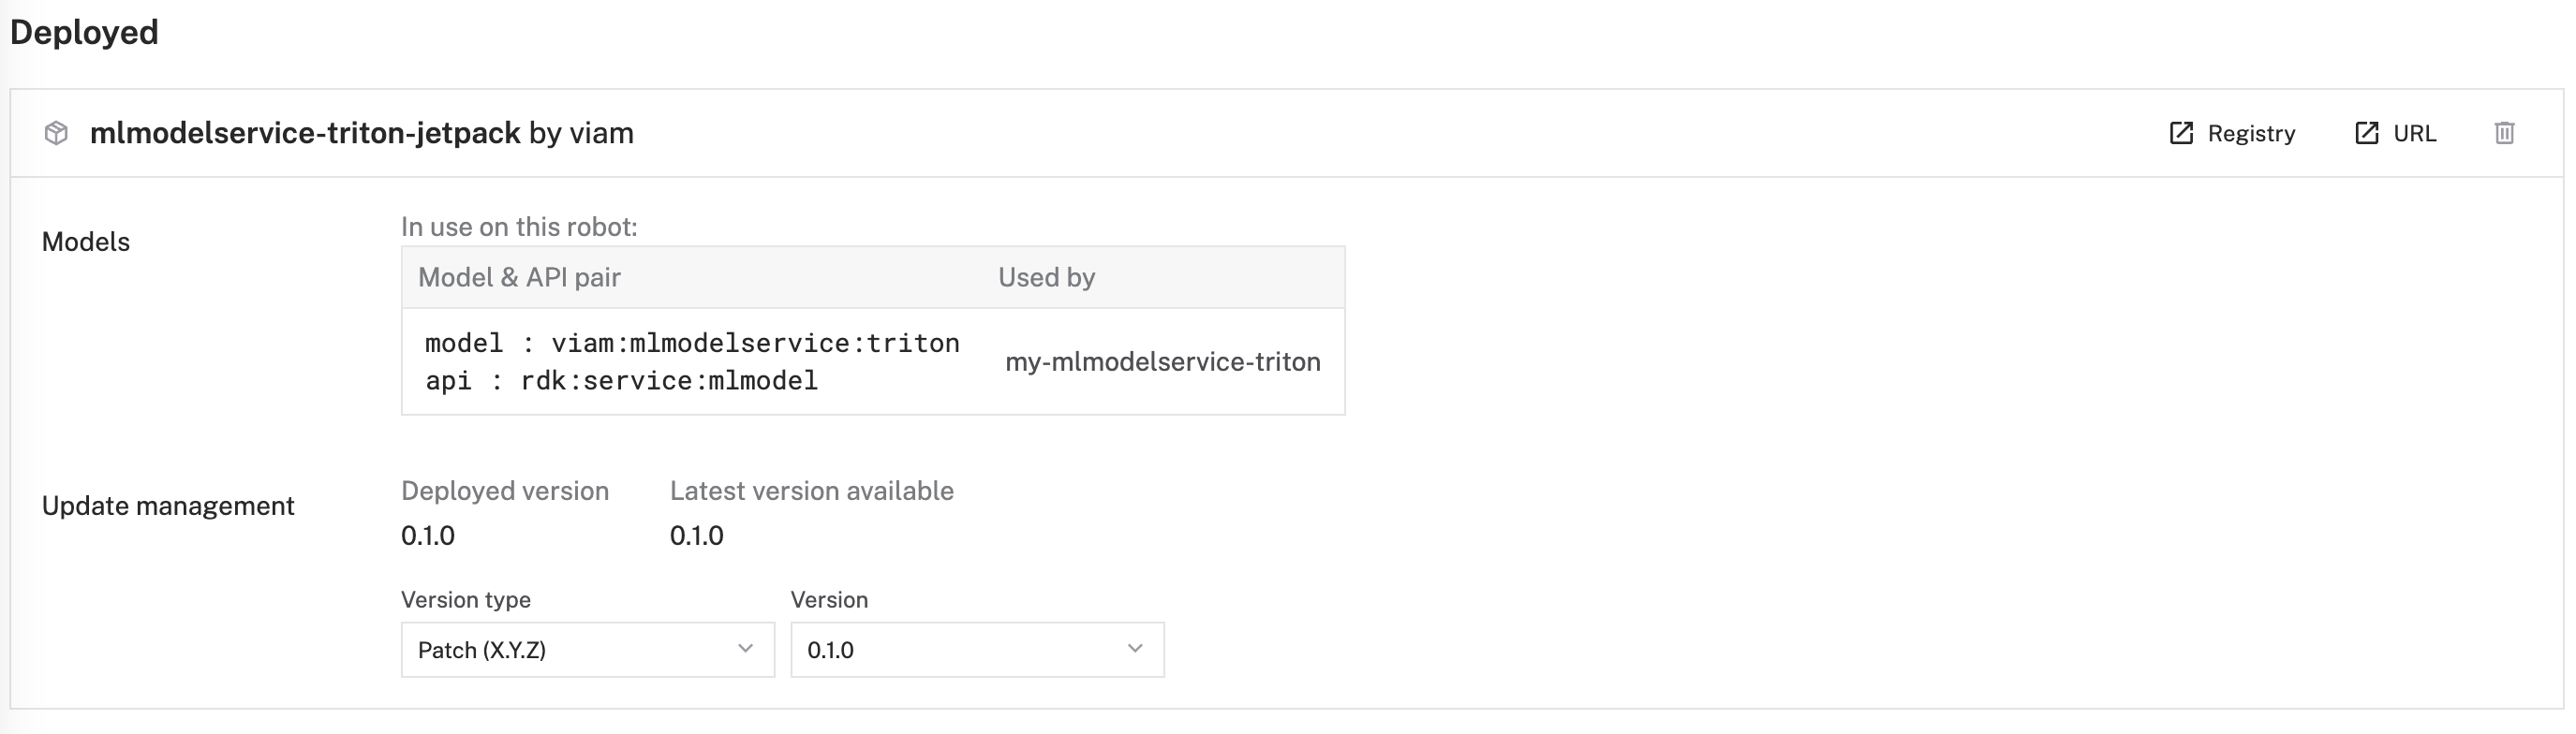 Deployed
mlmodelservice-triton-jetpack by viam
Registry
URL
Models
In use on this robot:
Model & API pair
Used by
model : viam:mlmodelservice:triton
api : rdk:service:mlmodel
my-mlmodelservice-triton
Update management
Deployed version
Latest version available
0.1.0
0.1.0
Version type
Version
Patch (X.Y.Z)
0.1.0